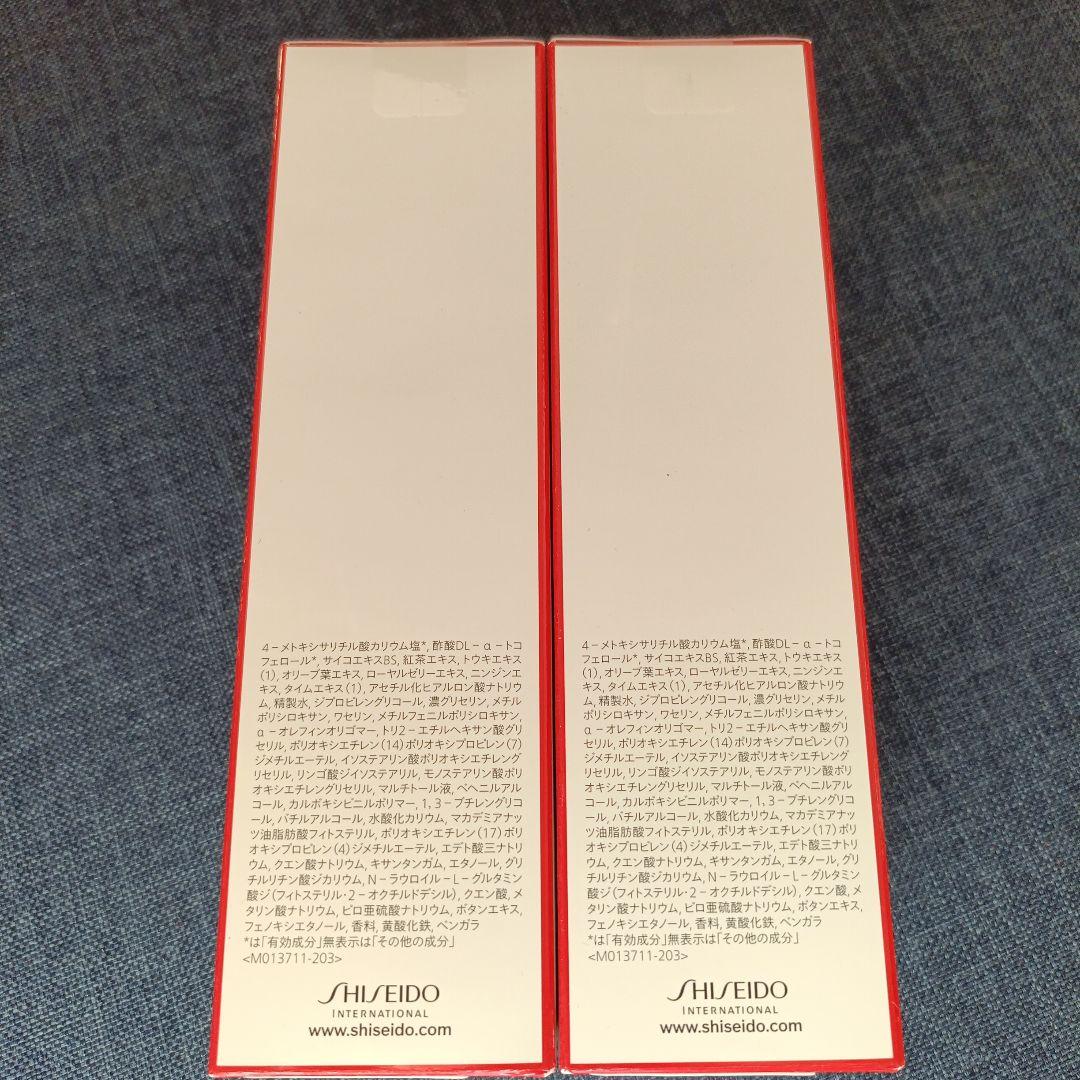 4－メトキシサリチル酸カリウム塩*, 酢酸DL－α－トコ
フェロール*, サイコエキスBS, 紅茶エキス, トウキエキス
(1), オリーブ葉エキス, ローヤルゼリーエキス, ニンジンエ
キス, タイムエキス(1), アセチル化ヒアルロン酸ナトリウ
ム, 精製水, ジプロピレングリコール, 濃グリセリン, メチル
ポリシロキサン, ワセリン, メチルフェニルポリシロキサン,
α－オレフィンオリゴマー, トリ2－エチルヘキサン酸グリ
セリル, ポリオキシエチレン(14)ポリオキシプロピレン(7)
ジメチルエーテル, イソステアリン酸ポリオキシエチレング
リセリル, リンゴ酸ジイソステアリル, モノステアリン酸ポリ
オキシエチレングリセリル, マルチトール液, ベヘニルアル
コール, カルボキシビニルポリマー, 1, 3－ブチレングリコ
ール, バチルアルコール, 水酸化カリウム, マカデミアナッ
ツ油脂肪酸フィトステリル, ポリオキシエチレン(17)ポリ
オキシプロピレン(4)ジメチルエーテル, エデト酸三ナトリ
ウム, クエン酸ナトリウム, キサンタンガム, エタノール, グリ
チルリチン酸ジカリウム, N－ラウロイル－L－グルタミン
酸ジ(フィトステリル・2－オクチルドデシル), クエン酸, メ
タリン酸ナトリウム, ピロ亜硫酸ナトリウム, ボタンエキス,
フェノキシエタノール, 香料, 黄酸化鉄, ベンガラ
*は「有効成分」無表示は「その他の成分」
<M013711-203>
SHISEIDO
INTERNATIONAL
www.shiseido.com
4－メトキシサリチル酸カリウム塩*, 酢酸DL－α－トコ
フェロール*, サイコエキスBS, 紅茶エキス, トウキエキス
(1), オリーブ葉エキス, ローヤルゼリーエキス, ニンジンエ
キス, タイムエキス(1), アセチル化ヒアルロン酸ナトリウ
ム, 精製水, ジプロピレングリコール, 濃グリセリン, メチル
ポリシロキサン, ワセリン, メチルフェニルポリシロキサン,
α－オレフィンオリゴマー, トリ2－エチルヘキサン酸グリ
セリル, ポリオキシエチレン(14)ポリオキシプロピレン(7)
ジメチルエーテル, イソステアリン酸ポリオキシエチレング
リセリル, リンゴ酸ジイソステアリル, モノステアリン酸ポリ
オキシエチレングリセリル, マルチトール液, ベヘニルアル
コール, カルボキシビニルポリマー, 1, 3－ブチレングリコ
ール, バチルアルコール, 水酸化カリウム, マカデミアナッ
ツ油脂肪酸フィトステリル, ポリオキシエチレン(17)ポリ
オキシプロピレン(4)ジメチルエーテル, エデト酸三ナトリ
ウム, クエン酸ナトリウム, キサンタンガム, エタノール, グリ
チルリチン酸ジカリウム, N－ラウロイル－L－グルタミン
酸ジ(フィトステリル・2－オクチルドデシル), クエン酸, メ
タリン酸ナトリウム, ピロ亜硫酸ナトリウム, ボタンエキス,
フェノキシエタノール, 香料, 黄酸化鉄, ベンガラ
*は「有効成分」無表示は「その他の成分」
<M013711-203>
SHISEIDO
INTERNATIONAL
www.shiseido.com